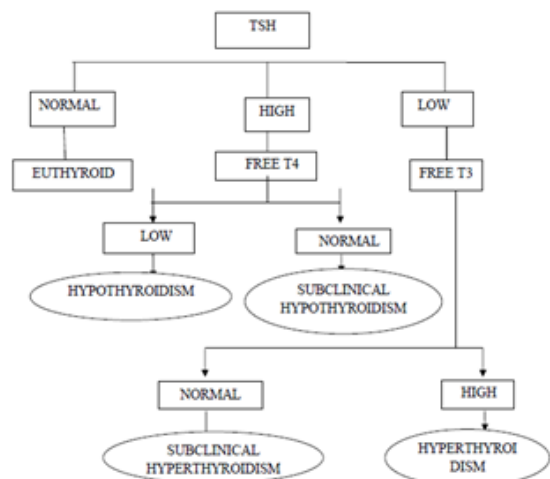 TSH
NORMAL
HIGH
LOW
EUTHYROID
FREE T4
FREE T3
LOW
NORMAL
HYPOTHYROIDISM
SUBCLINICAL
HYPOTHYROIDISM
NORMAL
HIGH
SUBCLINICAL
HYPERTHYROIDISM
HYPERTHYROI
DISM